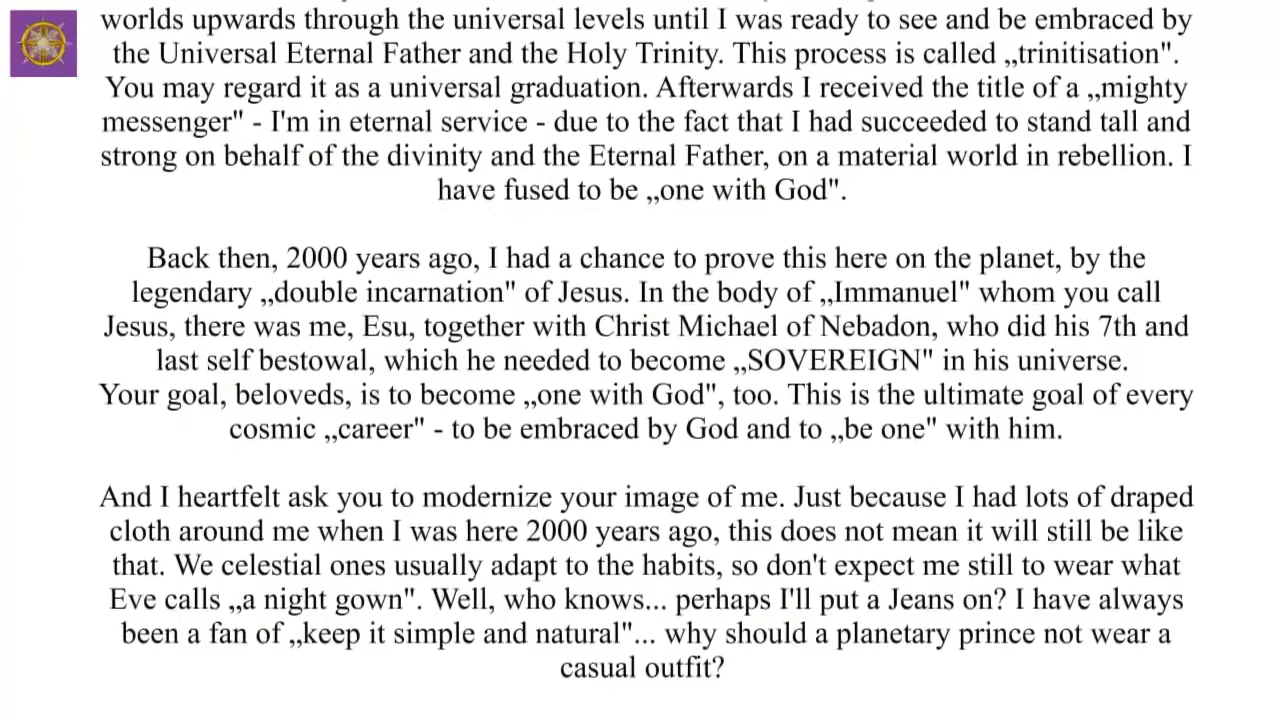 worlds upwards through the universal levels until I was ready to see and be embraced by
the Universal Eternal Father and the Holy Trinity. This process is called „trinitisation".
You may regard it as a universal graduation. Afterwards I received the title of a „mighty
messenger" - I'm in eternal service - due to the fact that I had succeeded to stand tall and
strong on behalf of the divinity and the Eternal Father, on a material world in rebellion. I
have fused to be „one with God".
Back then, 2000 years ago, I had a chance to prove this here on the planet, by the
legendary „double incarnation" of Jesus. In the body of „Immanuel" whom you call
Jesus, there was me, Esu, together with Christ Michael of Nebadon, who did his 7th and
last self bestowal, which he needed to become „SOVEREIGN" in his universe.
Your goal, beloveds, is to become „one with God", too. This is the ultimate goal of every
cosmic „career" - to be embraced by God and to „be one" with him.
And I heartfelt ask you to modernize your image of me. Just because I had lots of draped
cloth around me when I was here 2000 years ago, this does not mean it will still be like
that. We celestial ones usually adapt to the habits, so don't expect me still to wear what
Eve calls „a night gown". Well, who knows... perhaps I'll put a Jeans on? I have always
been a fan of „keep it simple and natural"... why should a planetary prince not wear a
casual outfit?